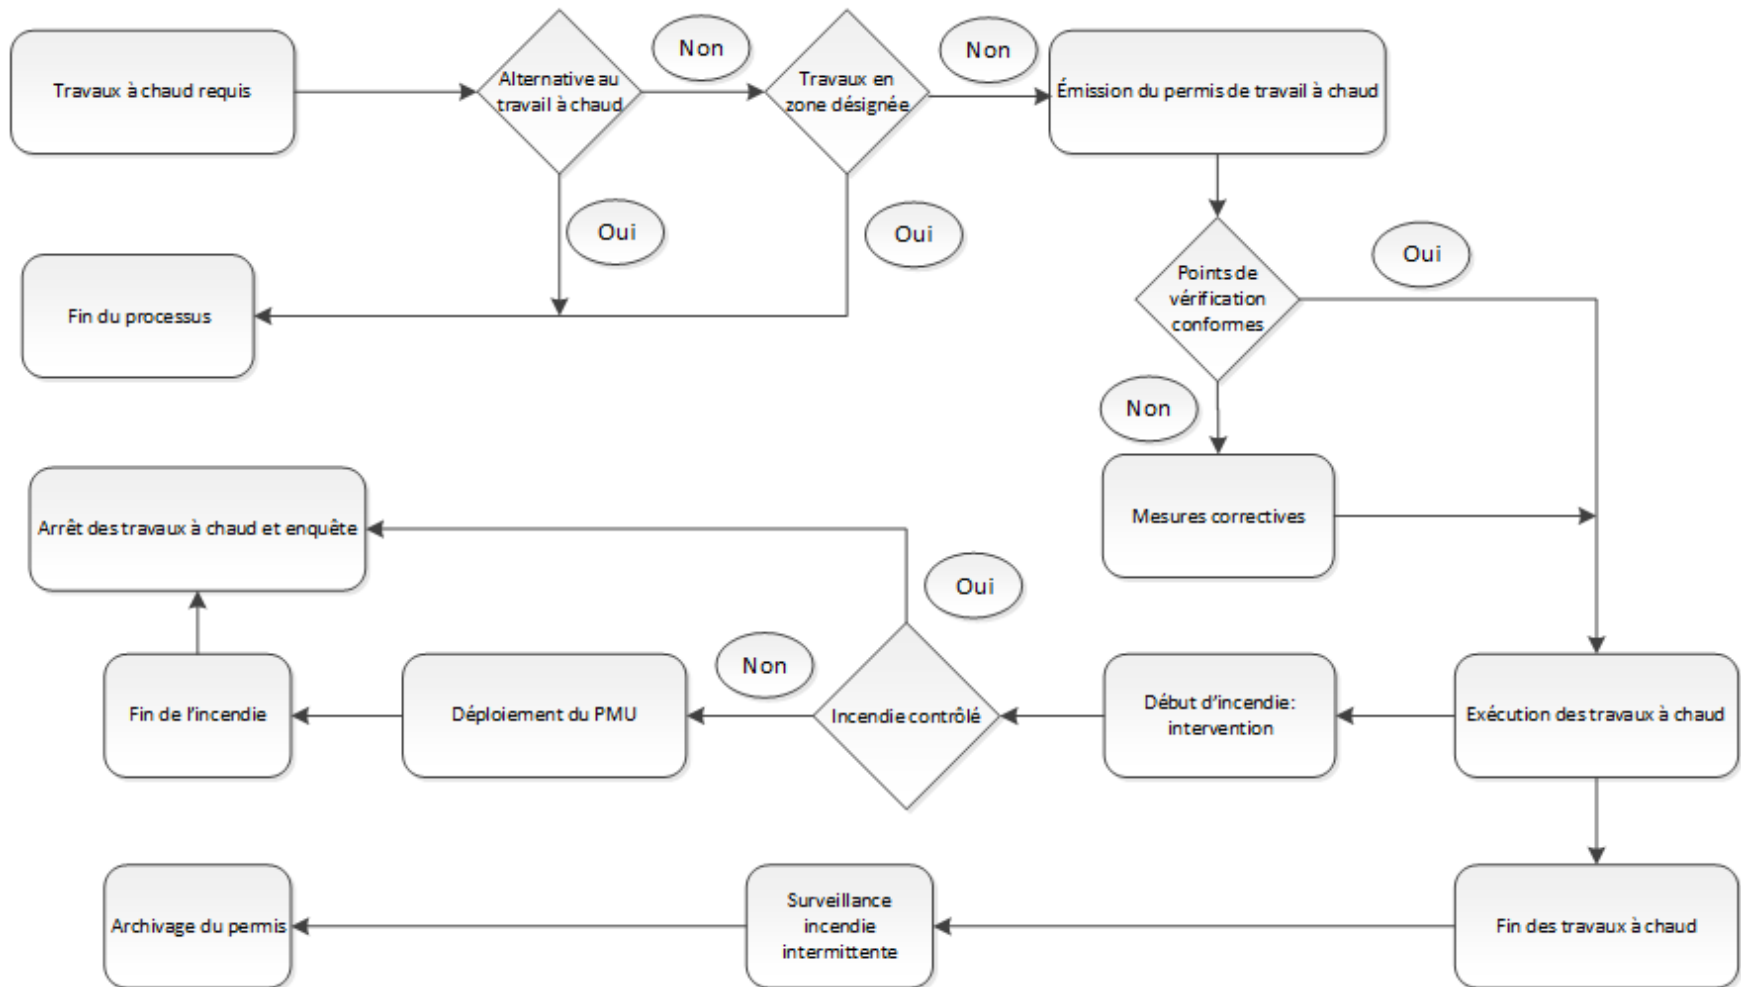 Travaux à chaud requis
Alternative au
travail à chaud
Non
Travaux en
zone désignée
Non
Émission du permis de travail à chaud
Oui
Oui
Fin du processus
Points de
vérification
conformes
Oui
Non
Mesures correctives
Arrêt des travaux à chaud et enquête
Oui
Non
Fin de l'incendie
Déploiement du PMU
Incendie contrôlé
Début d'incendie:
intervention
Exécution des travaux à chaud
Archivage du permis
Surveillance
incendie
intermittente
Fin des travaux à chaud